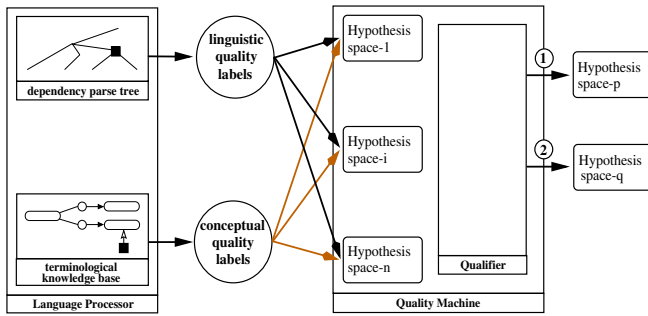 dependency parse tree
terminological
knowledge base
Language Processor
linguistic
quality
labels
conceptual
quality
labels
Hypothesis
space-1
Hypothesis
space-i
Hypothesis
space-n
Qualifier
Quality Machine
1
Hypothesis
space-p
2
Hypothesis
space-q